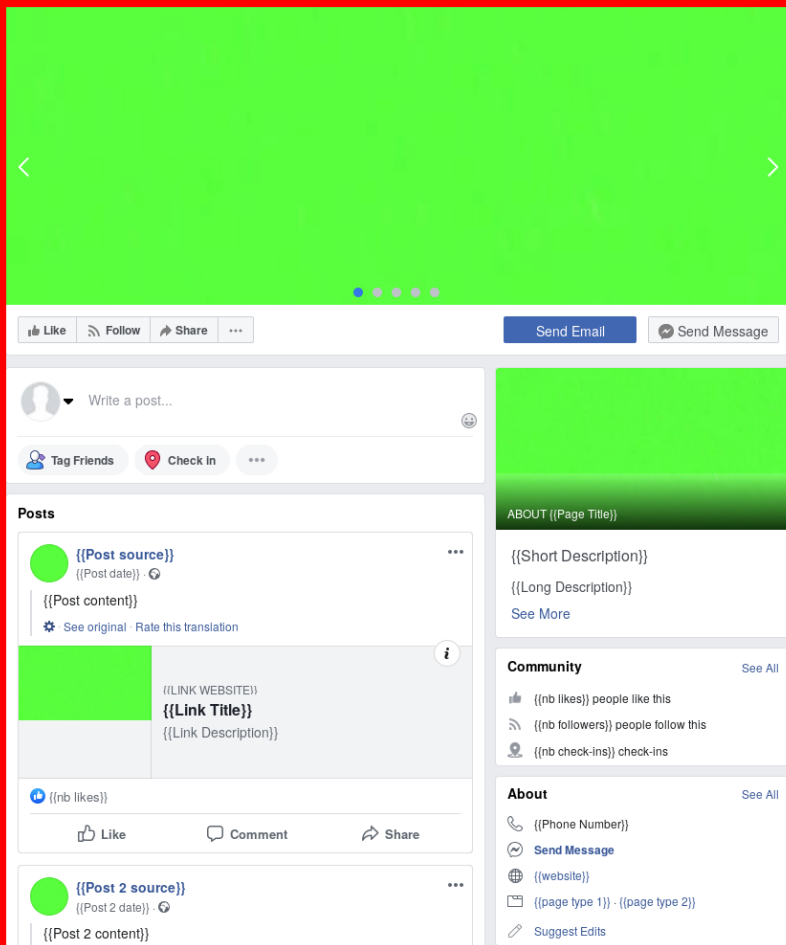 Like Follow Share ... Send Email Send Message
Write a post...
Tag Friends Check in
Posts
{{Post source}}
{{Post date}} ·
{{Post content}}
· See original · Rate this translation
{{LINK WEBSITE}}
{{Link Title}}
{{Link Description}}
{{nb likes}}
Like Comment Share
{{Post 2 source}}
{{Post 2 date}} ·
{{Post 2 content}}
ABOUT {{Page Title}}
{{Short Description}}
{{Long Description}}
See More
Community See All
{{nb likes}} people like this
{{nb followers}} people follow this
{{nb check-ins}} check-ins
About See All
{{Phone Number}}
Send Message
{{website}}
{{page type 1}} · {{page type 2}}
Suggest Edits